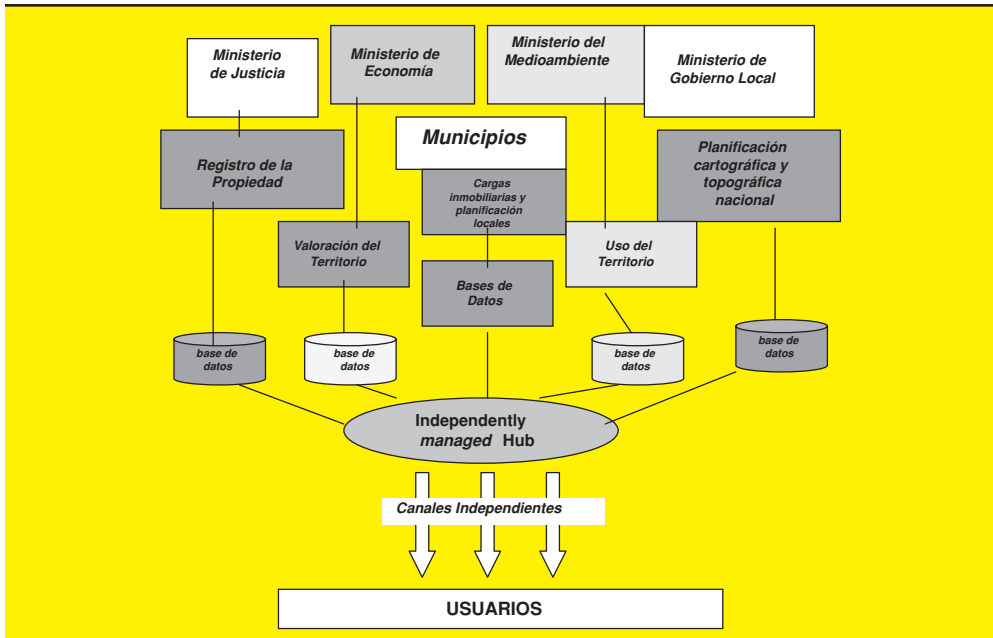 Ministerio
de Justicia
Ministerio de
Economía
Ministerio del
Medioambiente
Ministerio de
Gobierno Local
Municipios
Registro de la
Propiedad
Cargas
inmobiliarias y
planificación
locales
Planificación
cartográfica y
topográfica
nacional
Valoración del
Territorio
Bases de
Datos
Uso del
Territorio
base de
datos
base de
datos
base de
datos
base de
datos
Independently
managed Hub
Canales Independientes
USUARIOS